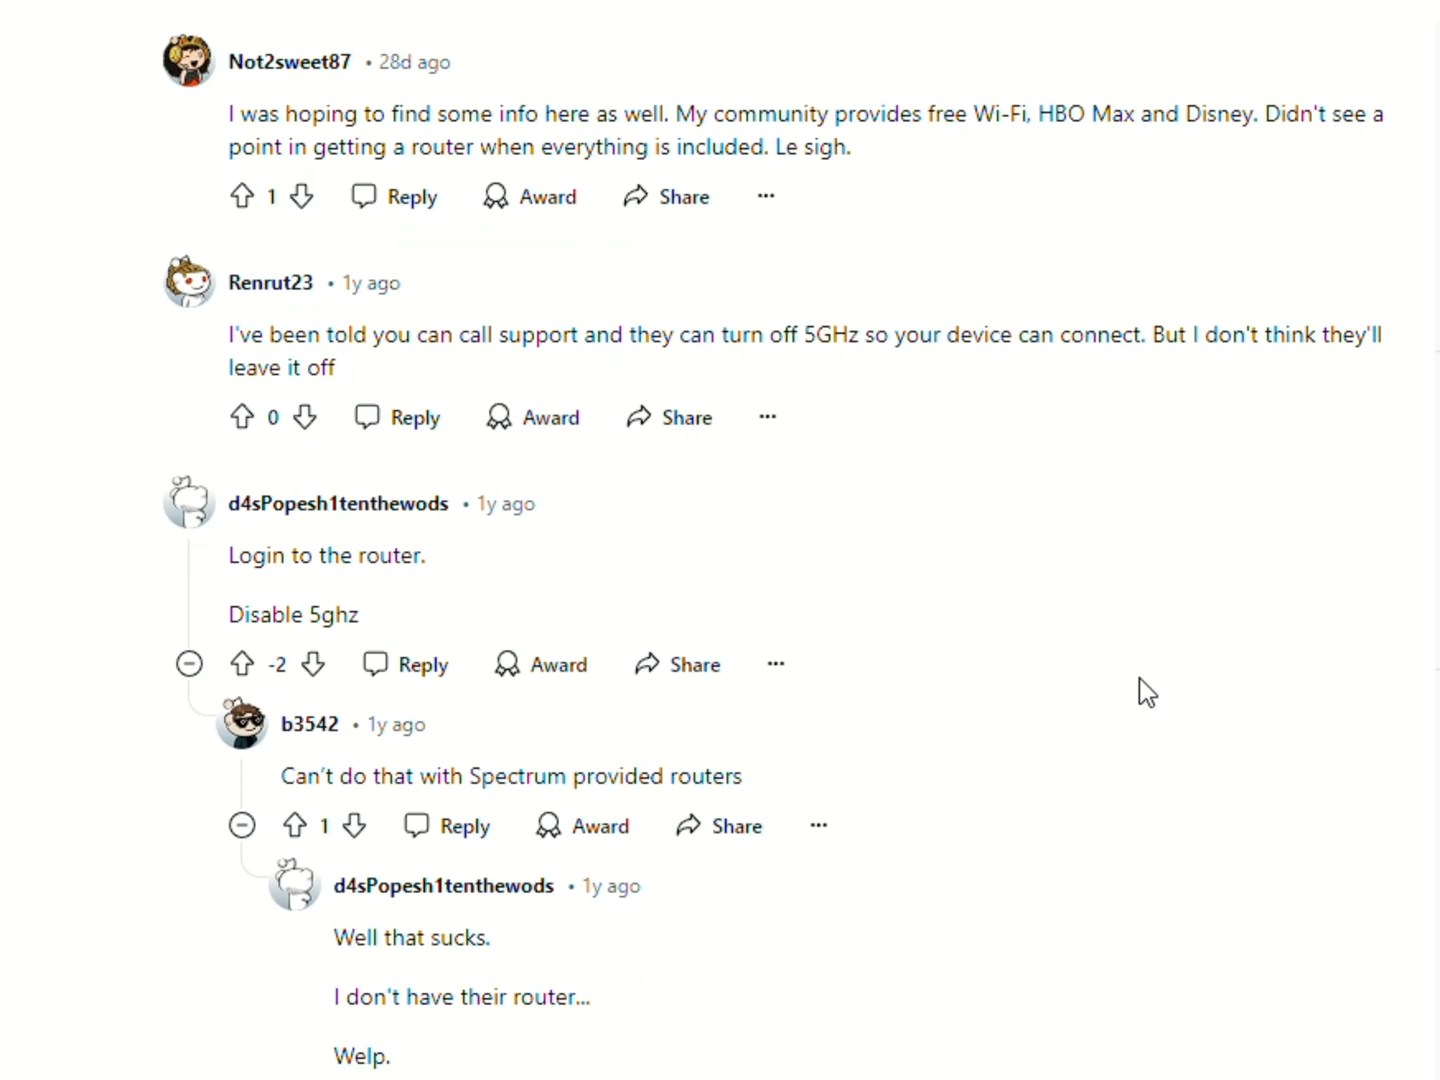 Not2sweet87 • 28d ago
I was hoping to find some info here as well. My community provides free Wi-Fi, HBO Max and Disney. Didn't see a
point in getting a router when everything is included. Le sigh.
1 Reply Award Share ···
Renrut23 • 1y ago
I've been told you can call support and they can turn off 5GHz so your device can connect. But I don't think they'll
leave it off
0 Reply Award Share ···
d4sPopesh1tenthewods • 1y ago
Login to the router.
Disable 5ghz
-2 Reply Award Share ···
b3542 • 1y ago
Can't do that with Spectrum provided routers
1 Reply Award Share ···
d4sPopesh1tenthewods • 1y ago
Well that sucks.
I don't have their router...
Welp.